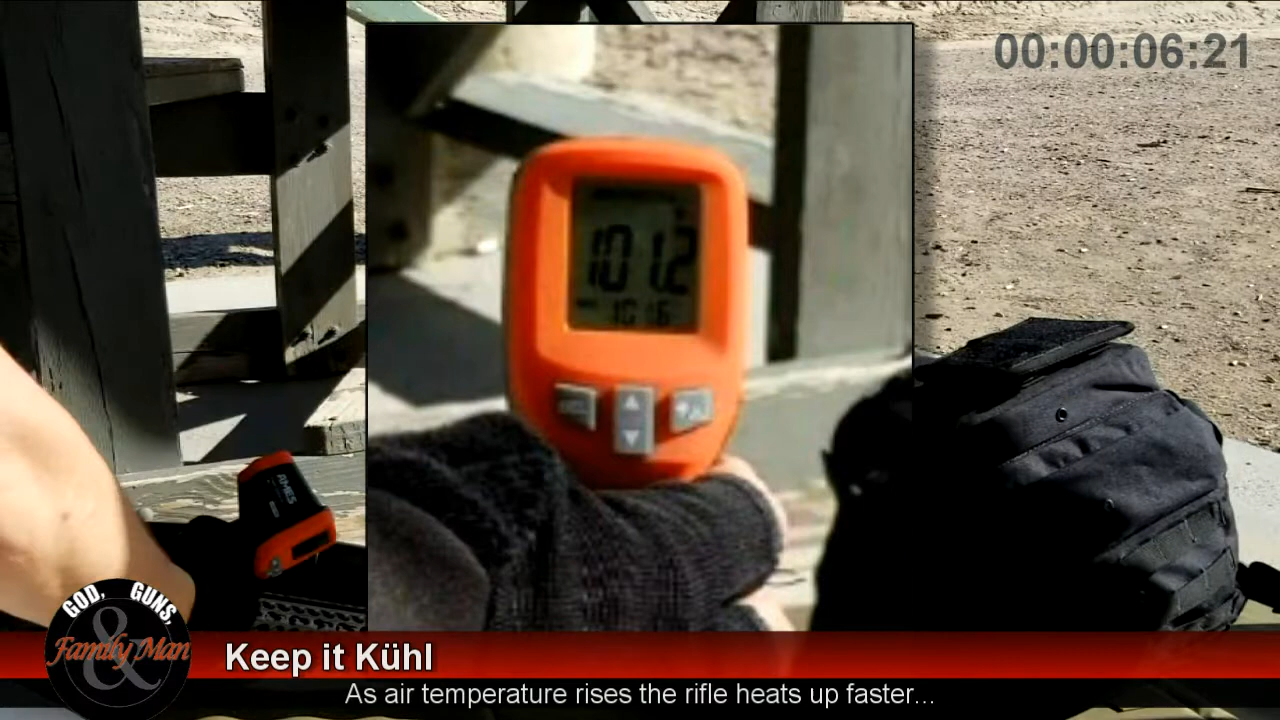 00:00:06:21
101.2
AMES
GOD, GUNS,
&
Family Man
Keep it Kühl
As air temperature rises the rifle heats up faster...